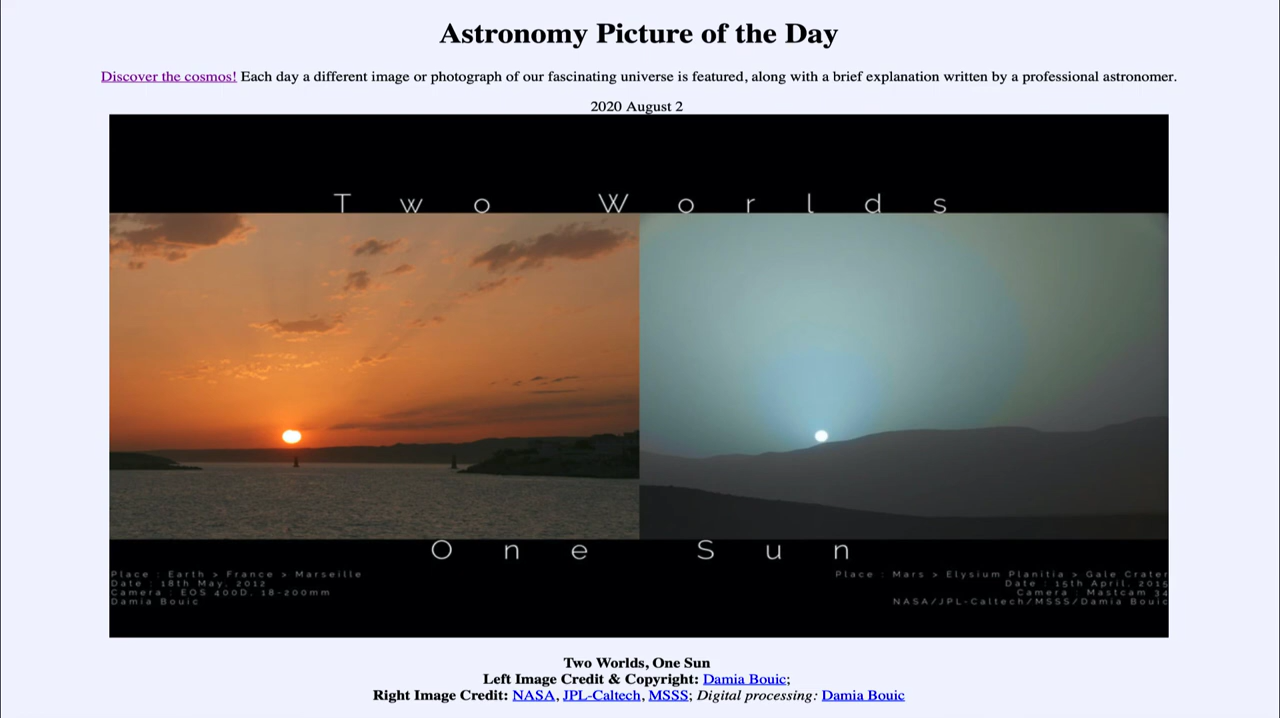 Astronomy Picture of the Day
Discover the cosmos! Each day a different image or photograph of our fascinating universe is featured, along with a brief explanation written by a professional astronomer.
2020 August 2
Two Worlds
One Sun
Place : Earth > France > Marseille
Date : 18th May, 2012
Camera : EOS 400D, 18-200mm
Damia Bouic
Place : Mars > Elysium Planitia > Gale Crater
Date : 15th April, 2015
Camera : Mastcam 34
NASA/JPL-Caltech/MSSS/Damia Bouic
Two Worlds, One Sun
Left Image Credit & Copyright: Damia Bouic;
Right Image Credit: NASA, JPL-Caltech, MSSS; Digital processing: Damia Bouic